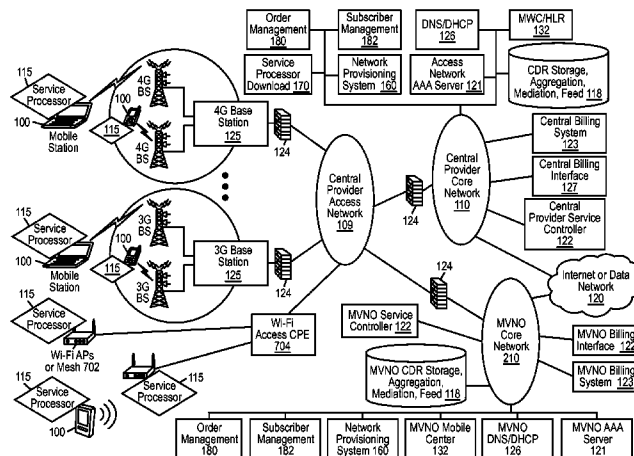 Order
Management
180
Subscriber
Management
182
DNS/DHCP
126
MWC/HLR
132
Service
Processor
Download 170
Network
Provisioning
System 160
Access
Network
AAA Server 121
CDR Storage,
Aggregation,
Mediation, Feed 118
115
Service
Processor
100
Mobile
Station
4G
BS
100
115
4G
BS
4G Base
Station
125
124
Central
Provider
Access
Network
109
124
Central
Provider
Core
Network
110
Central Billing
System
123
Central Billing
Interface
127
Central
Provider Service
Controller
122
115
Service
Processor
100
Mobile
Station
3G
BS
100
115
3G
BS
3G Base
Station
125
124
124
Internet or Data
Network
120
115
Service
Processor
Wi-Fi APs
or Mesh 702
Wi-Fi
Access CPE
704
MVNO Service
Controller 122
MVNO
Core
Network
210
MVNO Billing
Interface 122
MVNO Billing
System 123
115
Service
Processor
100
Service
Processor
115
MVNO CDR Storage,
Aggregation,
Mediation, Feed 118
Order
Management
180
Subscriber
Management
182
Network
Provisioning
System 160
MVNO Mobile
Center
132
MVNO
DNS/DHCP
126
MVNO AAA
Server
121